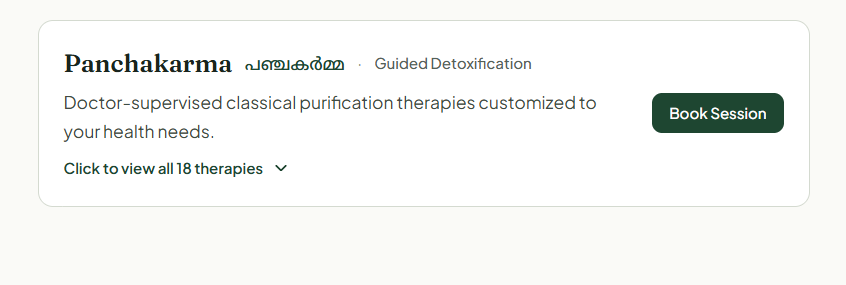 Panchakarma പഞ്ചകർമ്മ · Guided Detoxification
Doctor-supervised classical purification therapies customized to
your health needs.
Book Session
Click to view all 18 therapies